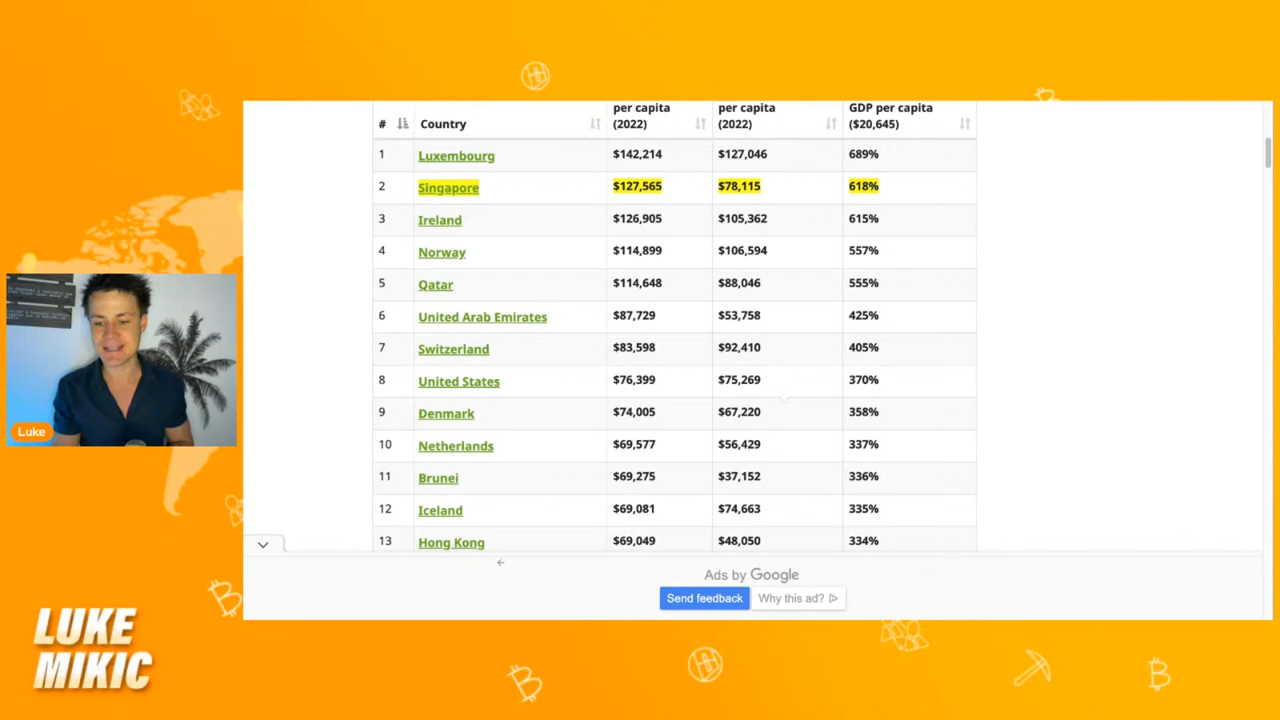 per capita per capita GDP per capita
# Country (2022) (2022) ($20,645)
1 Luxembourg $142,214 $127,046 689%
2 Singapore $127,565 $78,115 618%
3 Ireland $126,905 $105,362 615%
4 Norway $114,899 $106,594 557%
5 Qatar $114,648 $88,046 555%
6 United Arab Emirates $87,729 $53,758 425%
7 Switzerland $83,598 $92,410 405%
8 United States $76,399 $75,269 370%
9 Denmark $74,005 $67,220 358%
10 Netherlands $69,577 $56,429 337%
11 Brunei $69,275 $37,152 336%
12 Iceland $69,081 $74,663 335%
13 Hong Kong $69,049 $48,050 334%
Luke
Ads by Google
Send feedback Why this ad?
LUKE
MIKIC